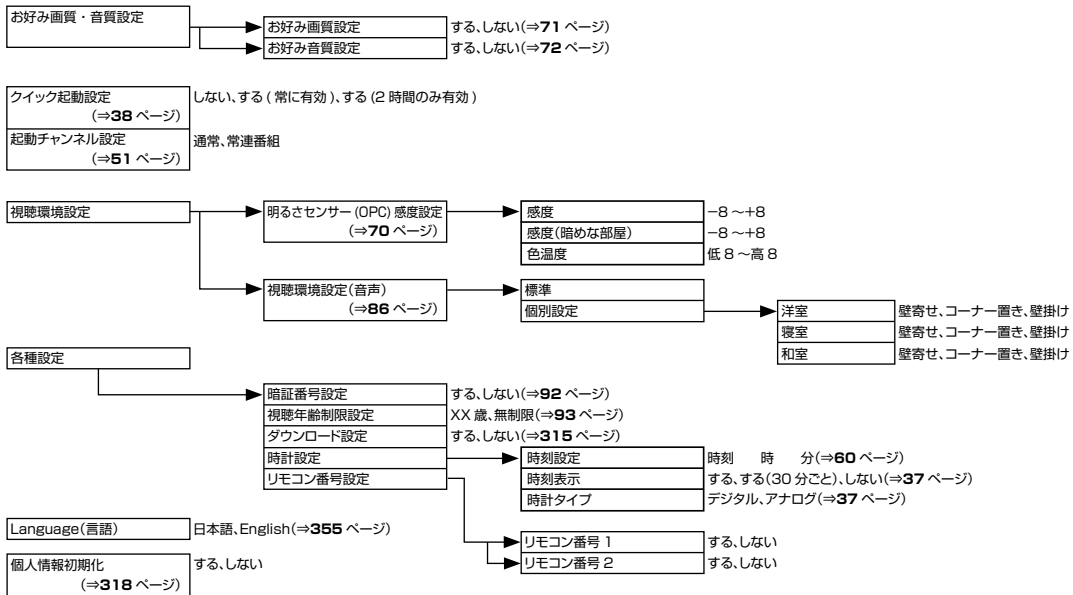 お好み画質・音質設定
お好み画質設定 する、しない(⇒71 ページ)
お好み音質設定 する、しない(⇒72 ページ)
クイック起動設定 しない、する ( 常に有効 )、する (2 時間のみ有効 )
(⇒38 ページ)
起動チャンネル設定 通常、常連番組
(⇒51 ページ)
視聴環境設定 明るさセンサー (OPC) 感度設定 感度 −8 ～+8
(⇒70 ページ) 感度(暗めな部屋) −8 ～+8
色温度 低 8 ～高 8
視聴環境設定(音声) 標準
(⇒86 ページ) 個別設定 洋室 壁寄せ、コーナー置き、壁掛け
寝室 壁寄せ、コーナー置き、壁掛け
和室 壁寄せ、コーナー置き、壁掛け
各種設定
暗証番号設定 する、しない(⇒92 ページ)
視聴年齢制限設定 XX 歳、無制限(⇒93 ページ)
ダウンロード設定 する、しない(⇒315 ページ)
時計設定 時刻設定 時刻 時 分(⇒60 ページ)
リモコン番号設定 時刻表示 する、する(30 分ごと)、しない(⇒37 ページ)
時計タイプ デジタル、アナログ(⇒37 ページ)
Language(言語) 日本語、English(⇒355 ページ)
リモコン番号 1 する、しない
個人情報初期化 する、しない リモコン番号 2 する、しない
(⇒318 ページ)